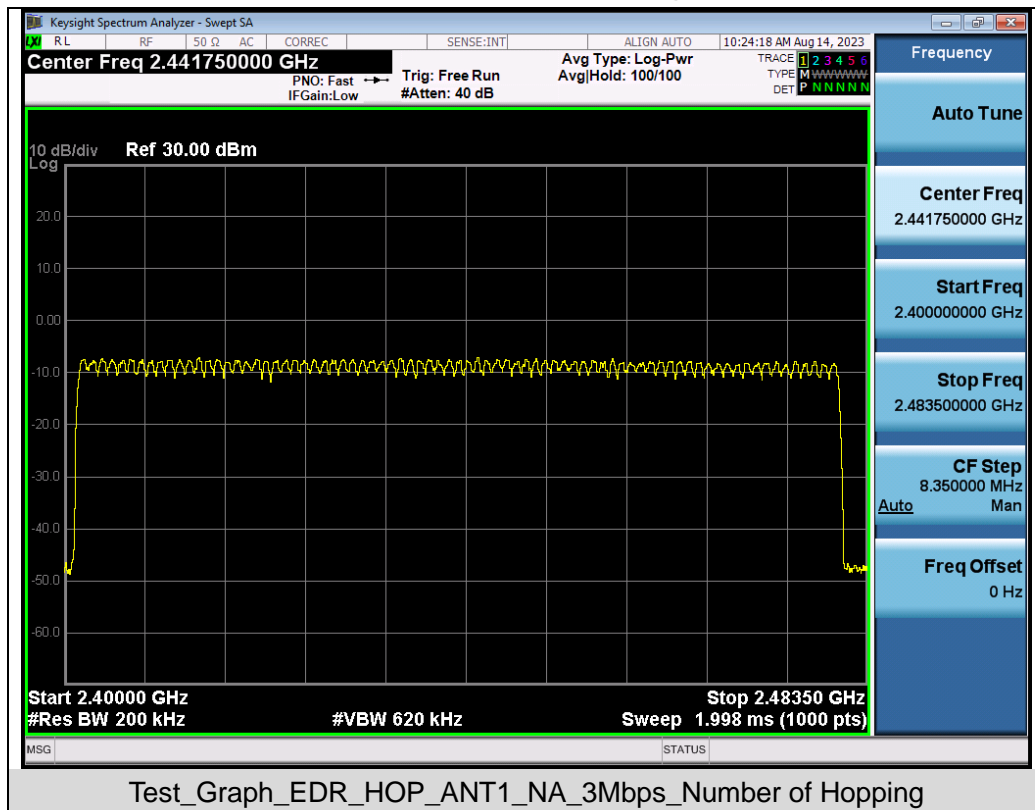 Keysight Spectrum Analyzer - Swept SA
LXI RL RF 50 Ω AC CORREC SENSE:INT ALIGN AUTO 10:24:18 AM Aug 14, 2023
Center Freq 2.441750000 GHz
PNO: Fast
IFGain:Low
Trig: Free Run
#Atten: 40 dB
Avg Type: Log-Pwr
Avg|Hold: 100/100
TRACE 1 2 3 4 5 6
TYPE M WWWWW
DET P N N N N N
10 dB/div Ref 30.00 dBm
Log
20.0
10.0
0.00
-10.0
-20.0
-30.0
-40.0
-50.0
-60.0
Start 2.40000 GHz Stop 2.48350 GHz
#Res BW 200 kHz #VBW 620 kHz Sweep 1.998 ms (1000 pts)
MSG STATUS
Frequency
Auto Tune
Center Freq
2.441750000 GHz
Start Freq
2.400000000 GHz
Stop Freq
2.483500000 GHz
CF Step
8.350000 MHz
Auto Man
Freq Offset
0 Hz
Test_Graph_EDR_HOP_ANT1_NA_3Mbps_Number of Hopping